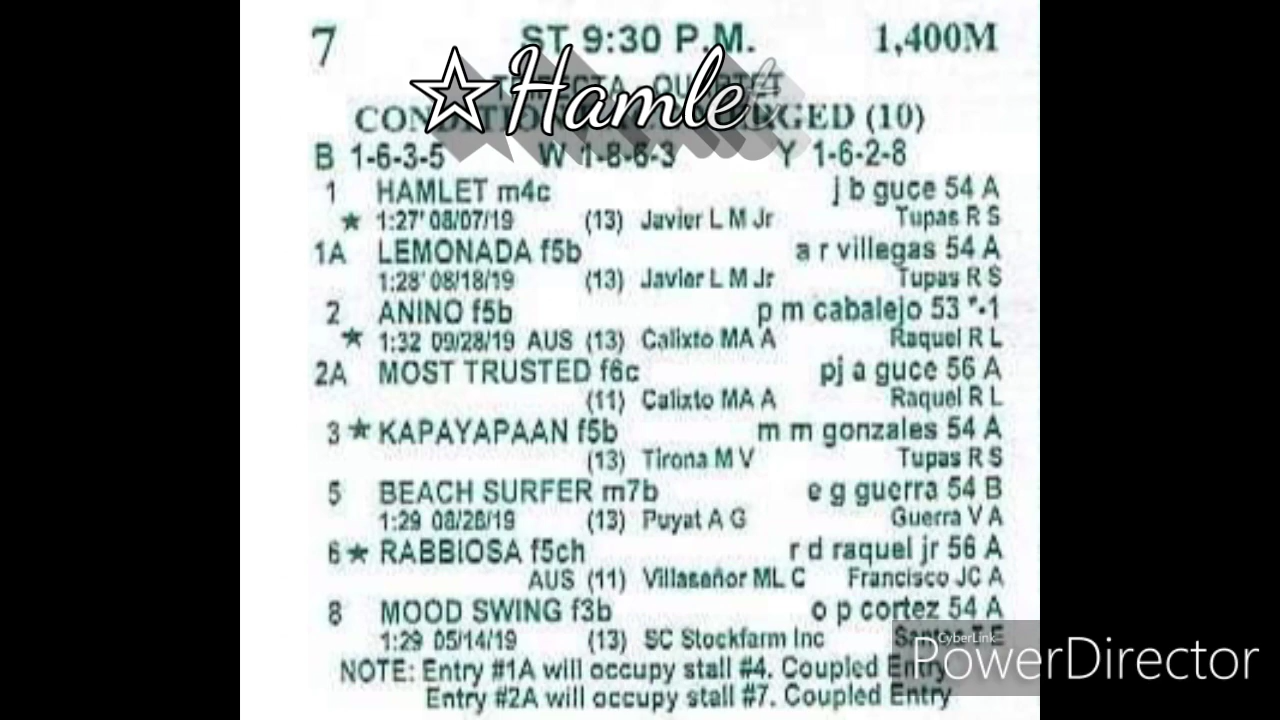 7 ST 9:30 P.M. 1,400M
☆Hamlet
TRIFECTA QUARTET
(10)
B 1-6-3-5 W 1-8-6-3 Y 1-6-2-8
1 HAMLET m4c j b guce 54 A
★ 1:27' 08/07/19 (13) Javier L M Jr Tupas R S
1A LEMONADA f5b a r villegas 54 A
1:28' 08/18/19 (13) Javier L M Jr Tupas R S
2 ANINO f5b p m cabalejo 53 *-1
★ 1:32 09/28/19 AUS (13) Calixto MA A Raquel R L
2A MOST TRUSTED f6c pj a guce 56 A
(11) Calixto MA A Raquel R L
3 ★ KAPAYAPAAN f5b m m gonzales 54 A
(13) Tirona M V Tupas R S
5 BEACH SURFER m7b e g guerra 54 B
1:29 08/28/19 (13) Puyat A G Guerra V A
6 ★ RABBIOSA f5ch r d raquel jr 56 A
AUS (11) Villaseñor ML C Francisco JC A
8 MOOD SWING f3b o p cortez 54 A
1:29 05/14/19 (13) SC Stockfarm Inc Santos T E
NOTE: Entry #1A will occupy stall #4. Coupled Entry
Entry #2A will occupy stall #7. Coupled Entry
CyberLink
PowerDirector